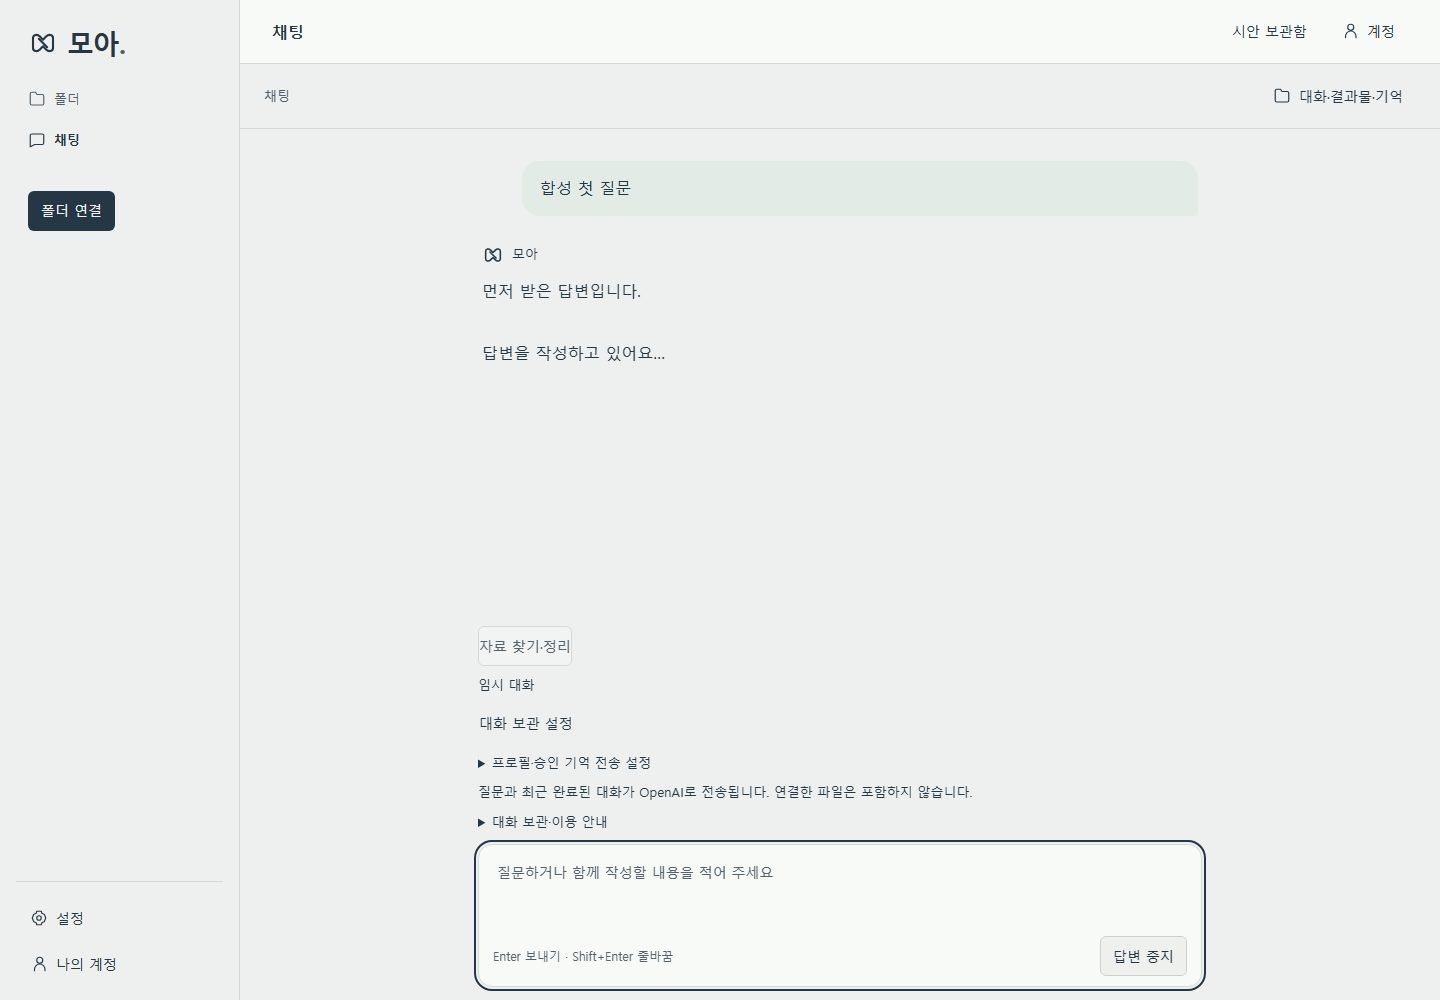 모아.
폴더
채팅
폴더 연결
설정
나의 계정
채팅
시안 보관함
계정
채팅
대화·결과물·기억
합성 첫 질문
모아
먼저 받은 답변입니다.
답변을 작성하고 있어요...
자료 찾기·정리
임시 대화
대화 보관 설정
프로필·승인 기억 전송 설정
질문과 최근 완료된 대화가 OpenAI로 전송됩니다. 연결한 파일은 포함하지 않습니다.
대화 보관·이용 안내
질문하거나 함께 작성할 내용을 적어 주세요
Enter 보내기 · Shift+Enter 줄바꿈
답변 중지